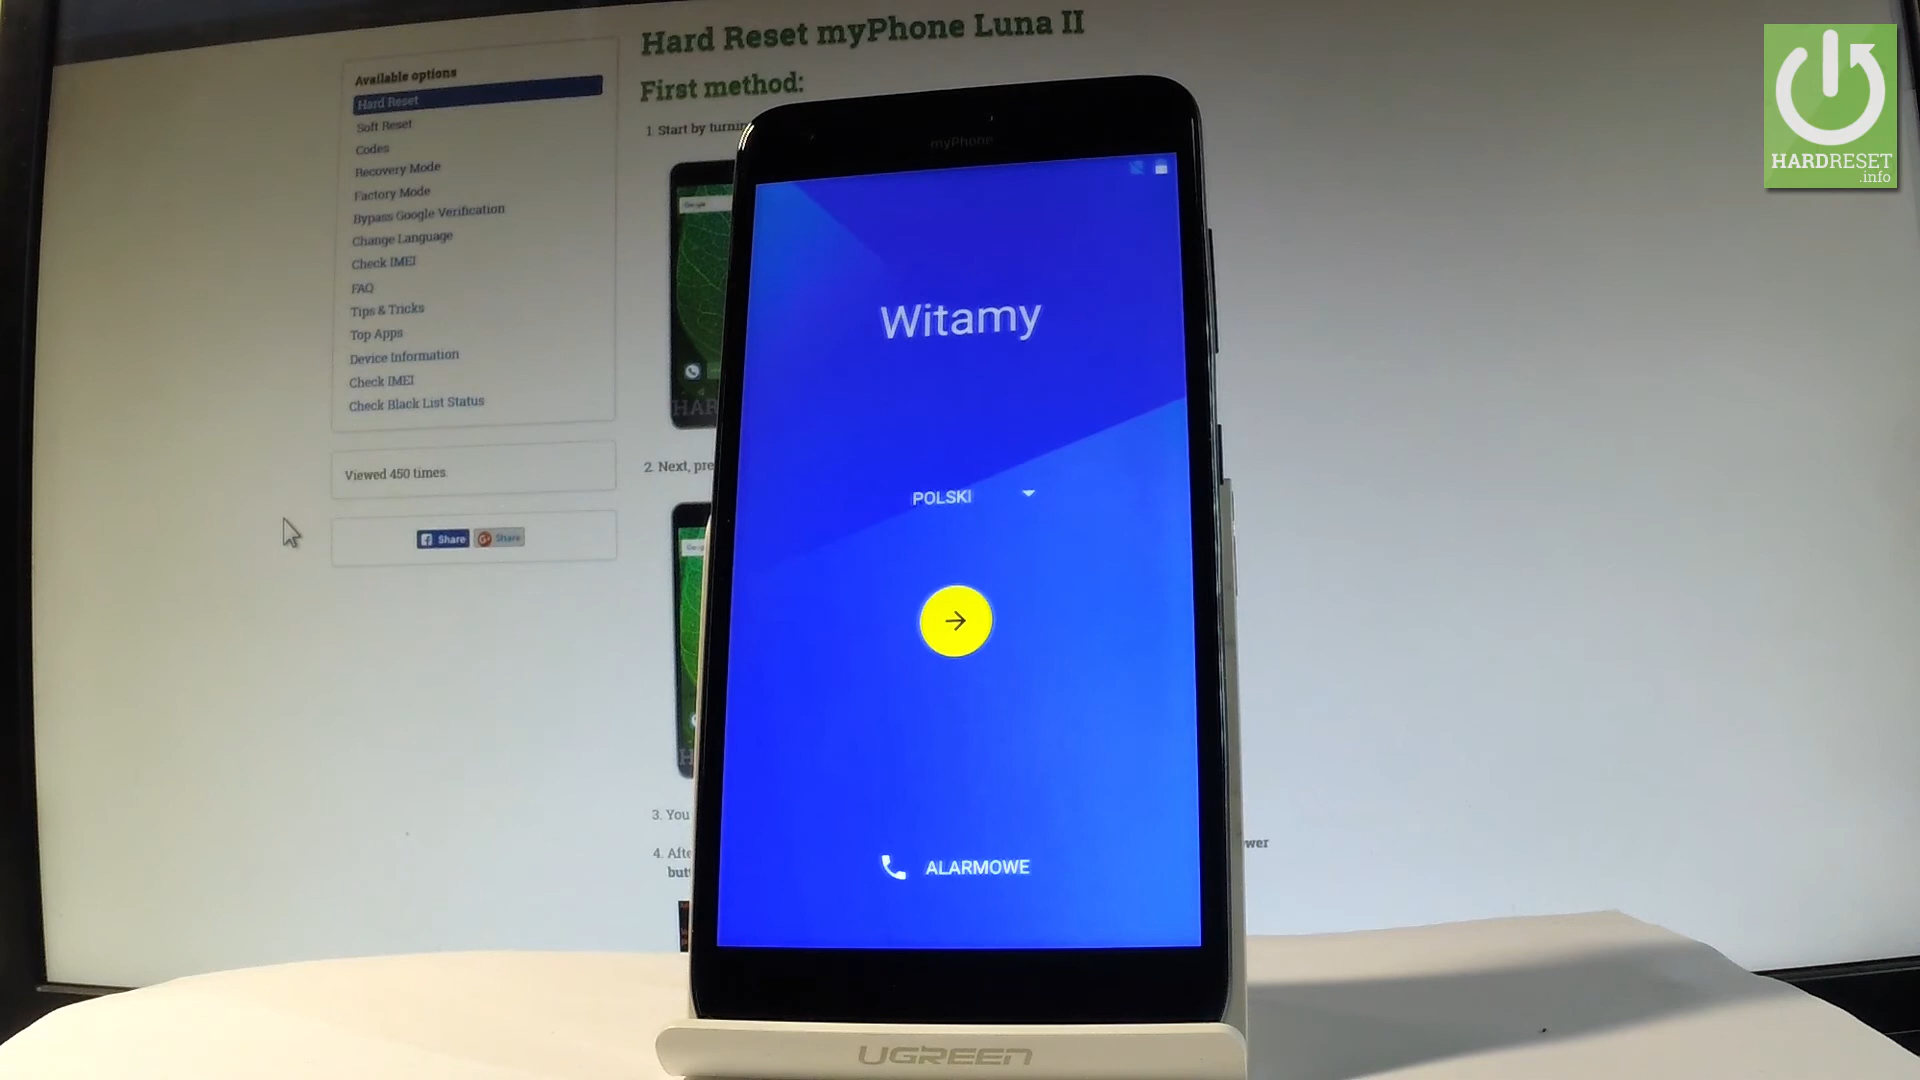 Hard Reset myPhone Luna II
First method:
Available options
Hard Reset
Soft Reset
Codes
Recovery Mode
Factory Mode
Bypass Google Verification
Change Language
Check IMEI
FAQ
Tips & Tricks
Top Apps
Device Information
Check IMEI
Check Black List Status
Viewed 450 times
Share
Share
1. Start by turnin
Google
HAR
2. Next, pre
3. You
4. Afte
but
wer
myPhone
Witamy
POLSKI
ALARMOWE
UGREEN
HARDRESET
.info